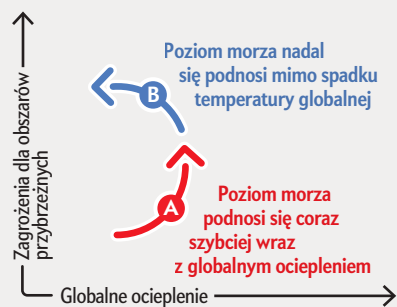 Zagrożenia dla obszarów
przybrzeżnych
B
Poziom morza nadal
się podnosi mimo spadku
temperatury globalnej
A
Poziom morza
podnosi się coraz
szybciej wraz
z globalnym ociepleniem
Globalne ocieplenie